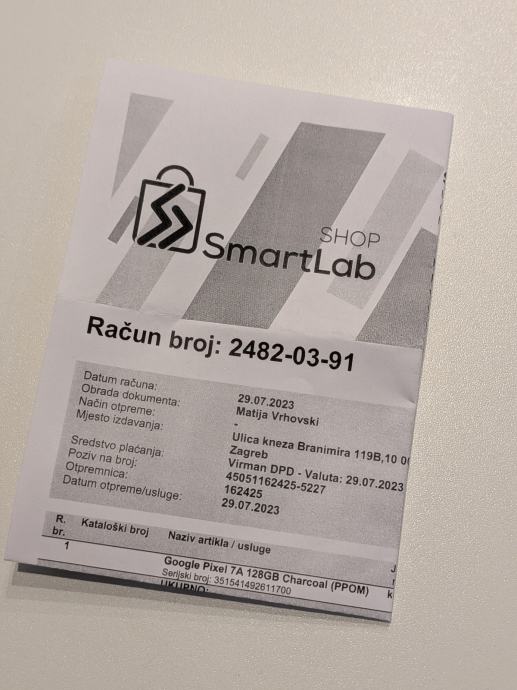 SHOP
SmartLab
Račun broj: 2482-03-91
Datum računa: 29.07.2023
Obrada dokumenta: Matija Vrhovski
Način otpreme: -
Mjesto izdavanja: Ulica kneza Branimira 119B,10 0
Zagreb
Sredstvo plaćanja: Virman DPD - Valuta: 29.07.2023
Poziv na broj: 45051162425-5227
Otpremnica: 162425
Datum otpreme/usluge: 29.07.2023
R. br. Kataloški broj Naziv artikla / usluge
1 Google Pixel 7A 128GB Charcoal (PPOM)
Serijski broj: 351541492611700
UKUPNO: